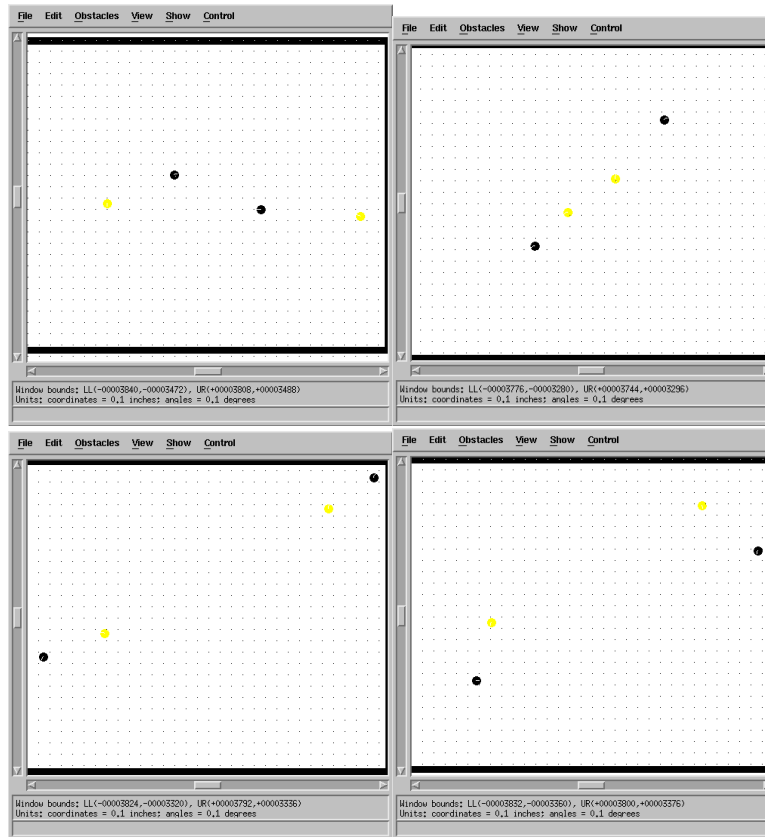 File Edit Obstacles View Show Control
Window bounds: LL(-00003840,-00003472), UR(+00003808,+00003488)
Units: coordinates = 0.1 inches; angles = 0.1 degrees
File Edit Obstacles View Show Control
Window bounds: LL(-00003776,-00003280), UR(+00003744,+00003296)
Units: coordinates = 0.1 inches; angles = 0.1 degrees
File Edit Obstacles View Show Control
Window bounds: LL(-00003824,-00003320), UR(+00003792,+00003336)
Units: coordinates = 0.1 inches; angles = 0.1 degrees
File Edit Obstacles View Show Control
Window bounds: LL(-00003832,-00003360), UR(+00003800,+00003376)
Units: coordinates = 0.1 inches; angles = 0.1 degrees